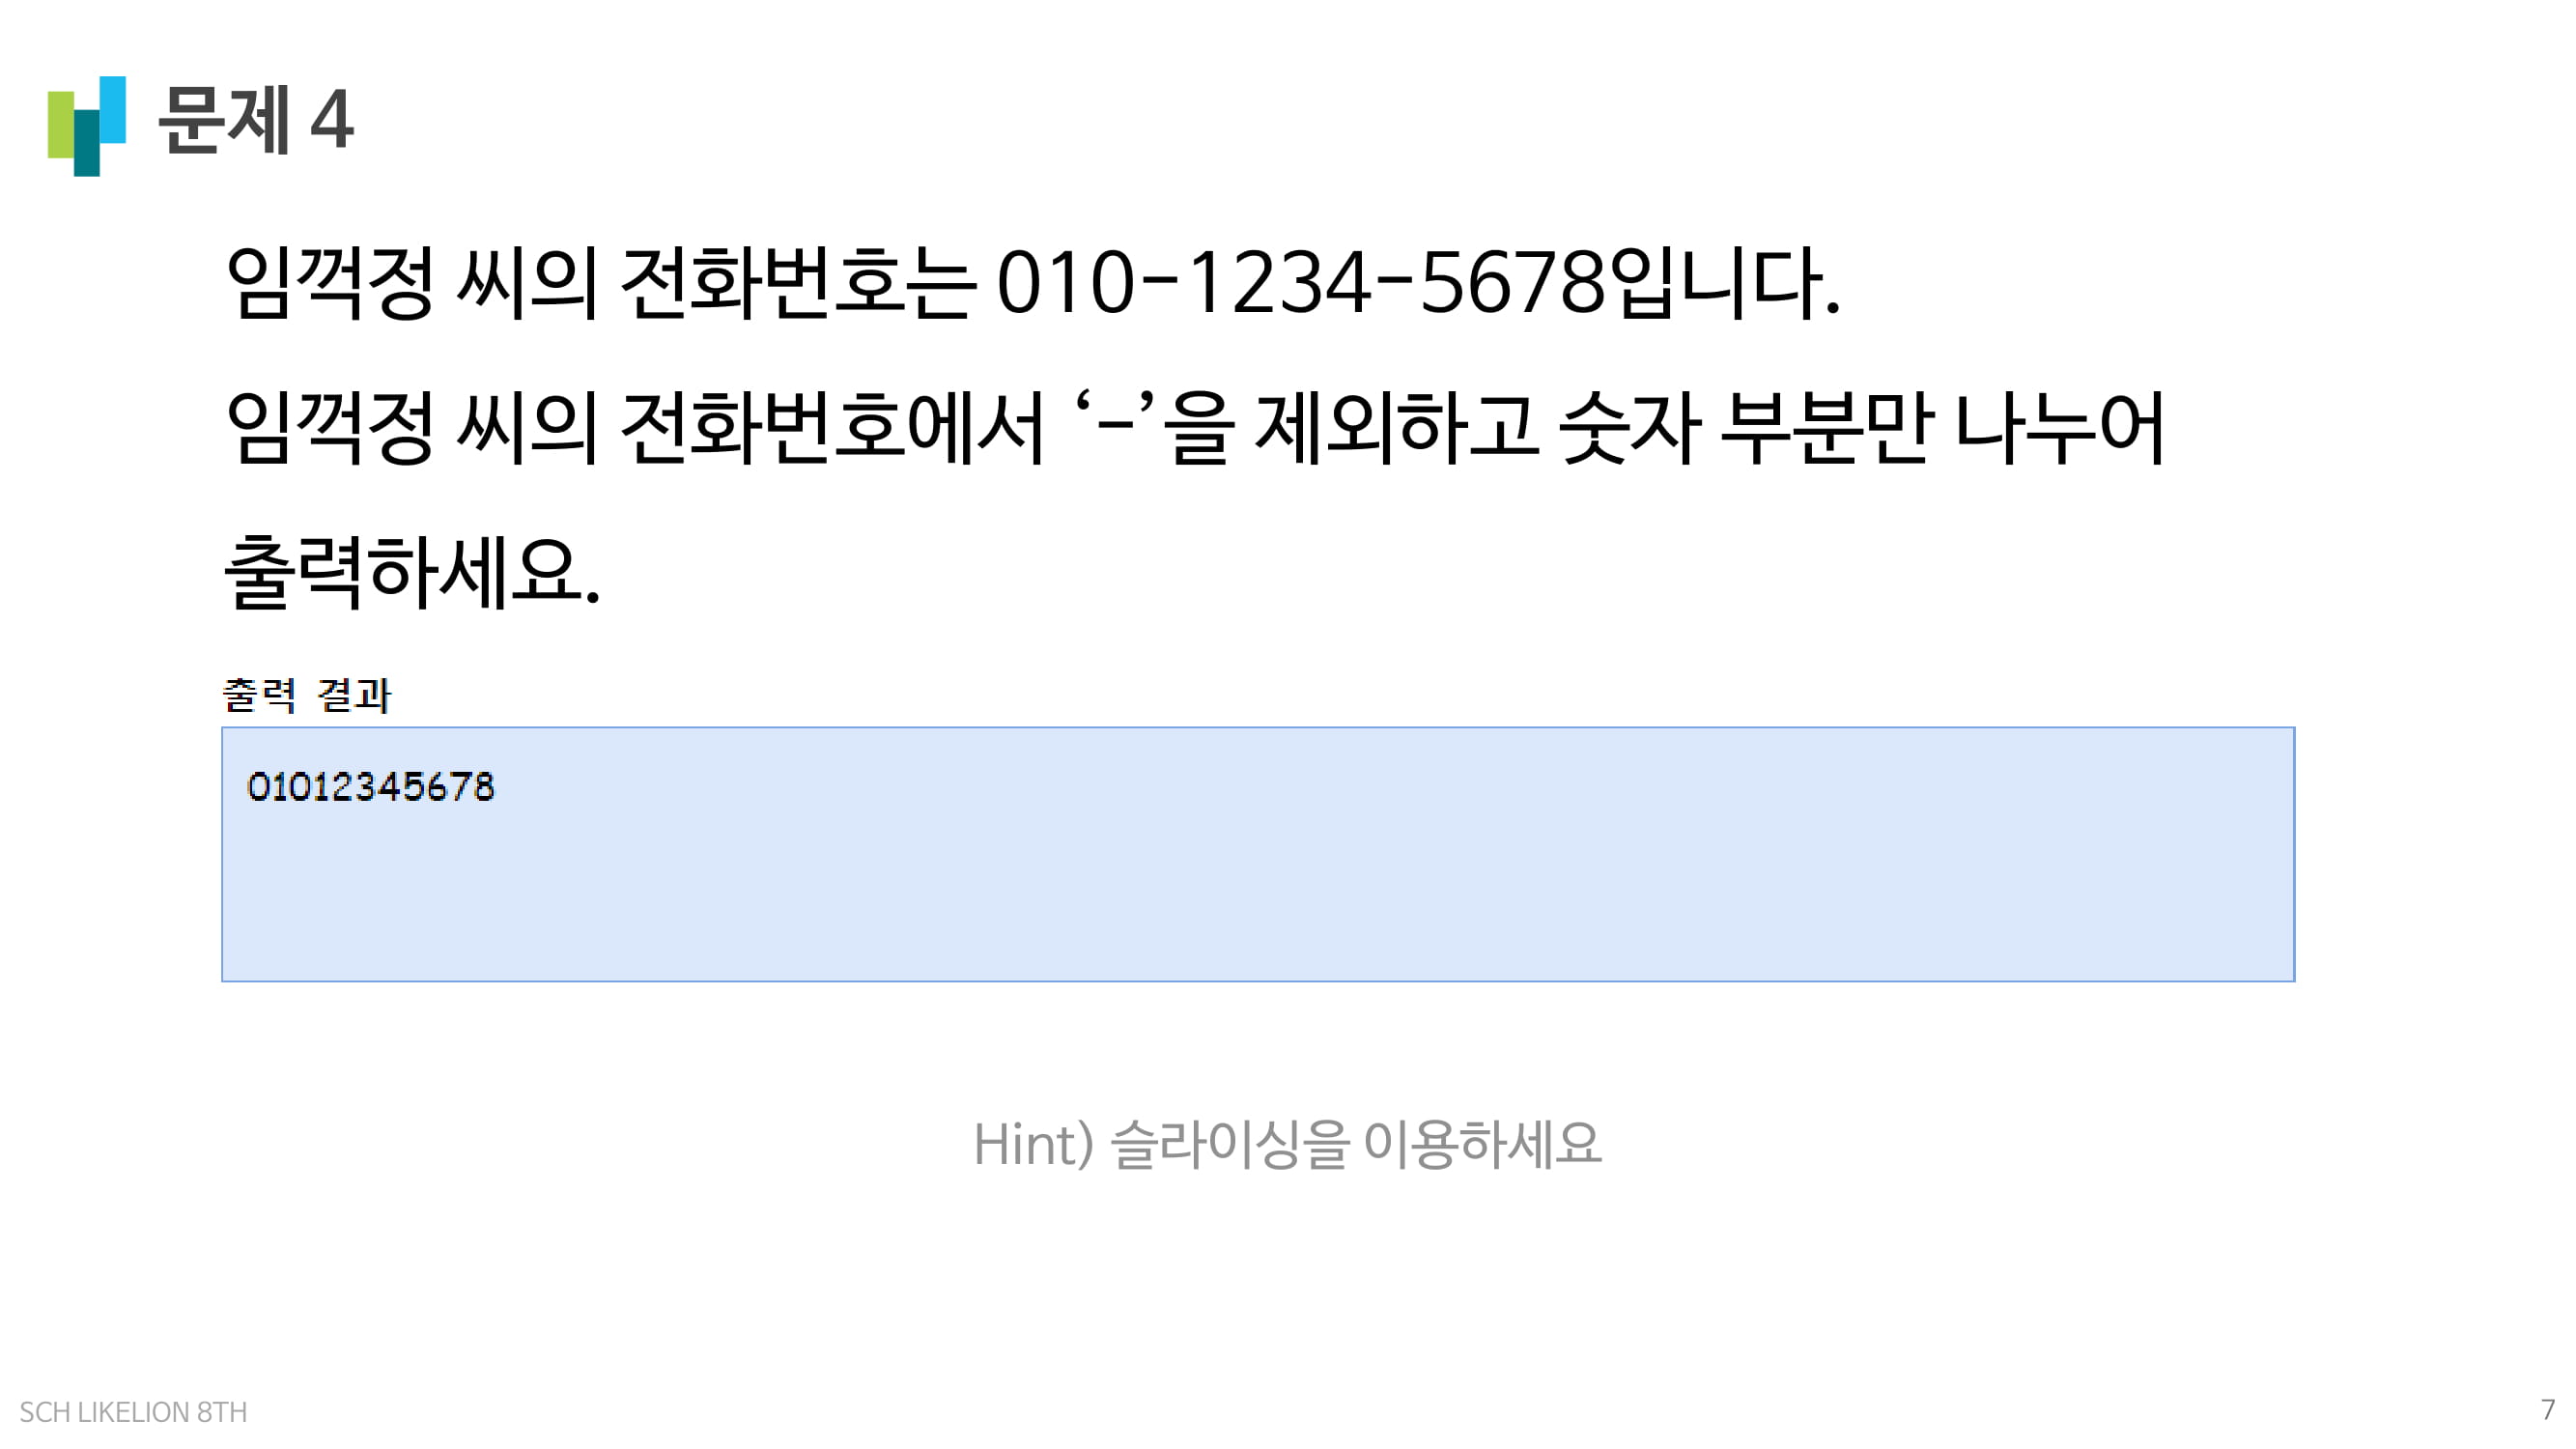 문제 4
임꺽정 씨의 전화번호는 010-1234-5678입니다.
임꺽정 씨의 전화번호에서 ‘-’을 제외하고 숫자 부분만 나누어
출력하세요.
출력 결과
01012345678
Hint) 슬라이싱을 이용하세요
SCH LIKELION 8TH
7